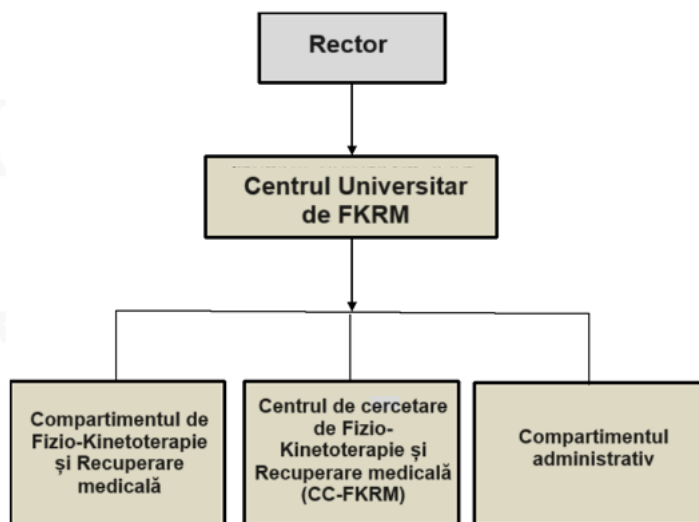 Rector
Centrul Universitar
de FKRM
Compartimentul de
Fizio-Kinetoterapie
și Recuperare
medicală
Centrul de cercetare
de Fizio-
Kinetoterapie și
Recuperare medicală
(CC-FKRM)
Compartimentul
administrativ